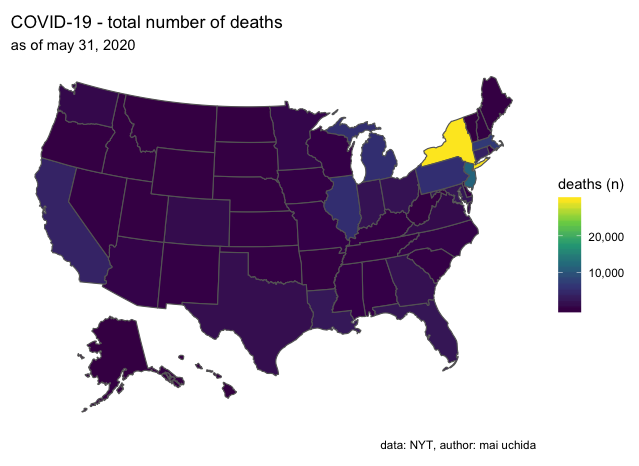 COVID-19 - total number of deaths
as of may 31, 2020
deaths (n)
20,000
10,000
data: NYT, author: mai uchida